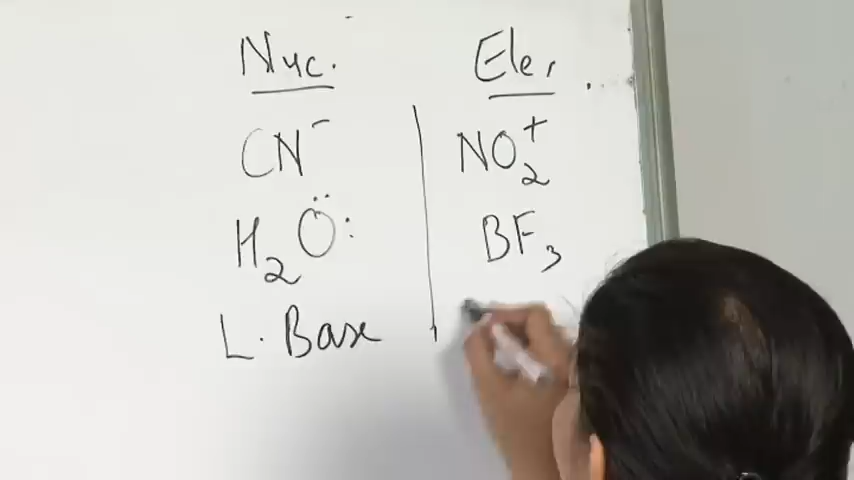 Nuc.
Ele.
CN⁻
NO₂⁺
H₂Ö:
BF₃
L. Base